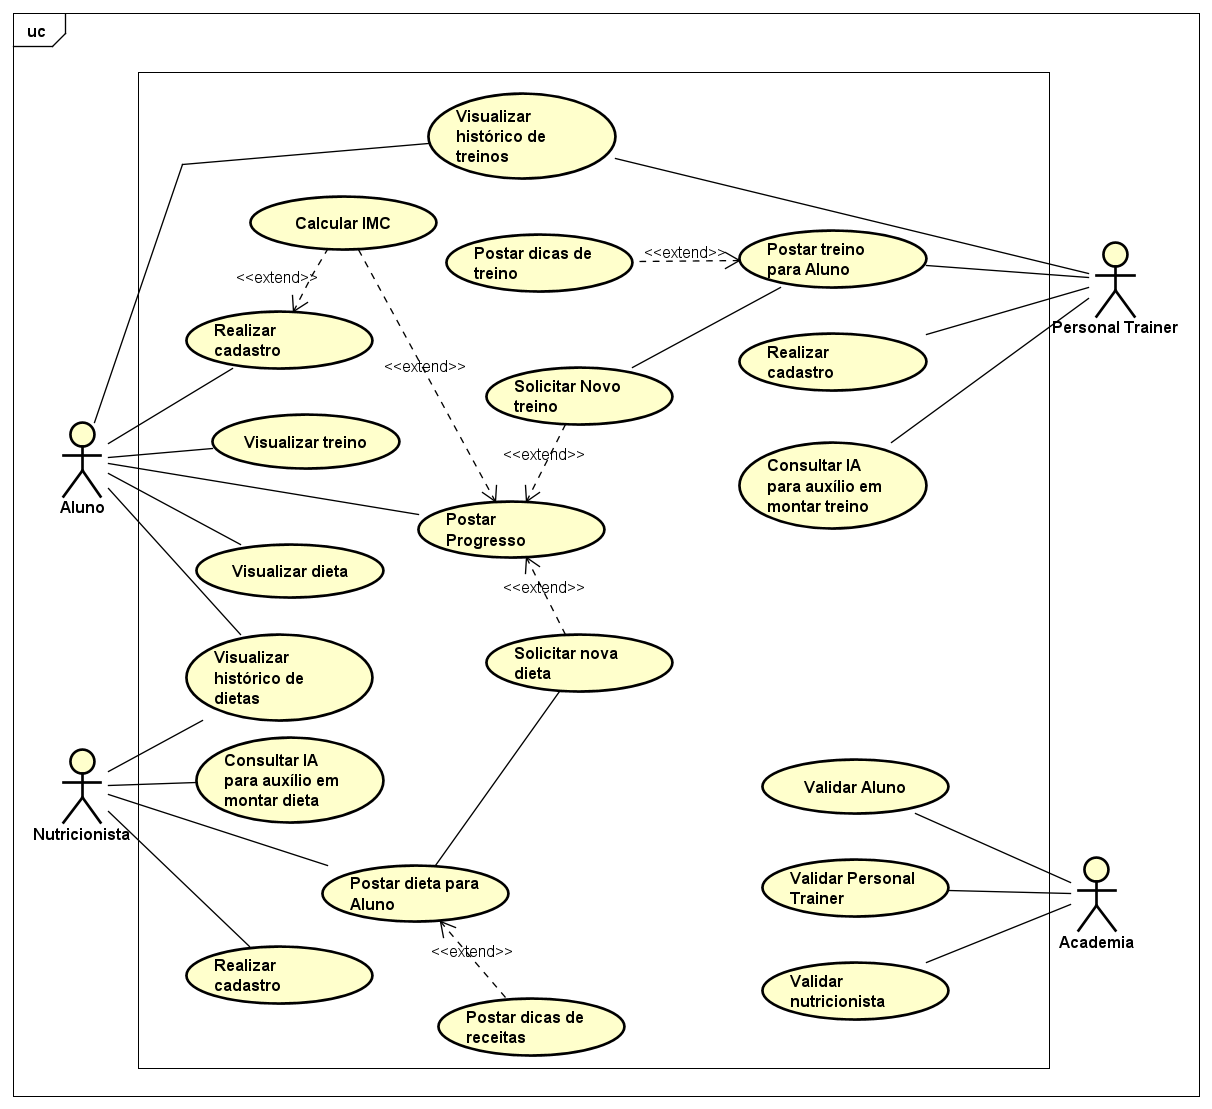 uc
Visualizar
histórico de
treinos
Calcular IMC
Postar dicas de
treino
<<extend>>
Postar treino
para Aluno
<<extend>>
Realizar
cadastro
Personal Trainer
Realizar
cadastro
<<extend>>
Solicitar Novo
treino
Visualizar treino
<<extend>>
Consultar IA
para auxílio em
montar treino
Aluno
Postar
Progresso
Visualizar dieta
<<extend>>
Visualizar
histórico de
dietas
Solicitar nova
dieta
Consultar IA
para auxílio em
montar dieta
Validar Aluno
Nutricionista
Postar dieta para
Aluno
Validar Personal
Trainer
Academia
<<extend>>
Realizar
cadastro
Validar
nutricionista
Postar dicas de
receitas